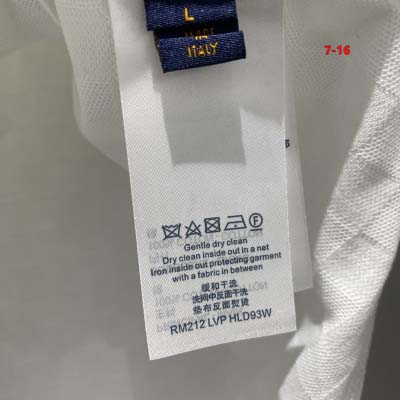 L
MADE
ITALY
7-16
Gentle dry clean
Dry clean inside out in a net
Iron inside out protecting garment
with a fabric in between
缓和干洗
洗网中反面干洗
垫布反面熨烫
RM212 LVP HLD93W